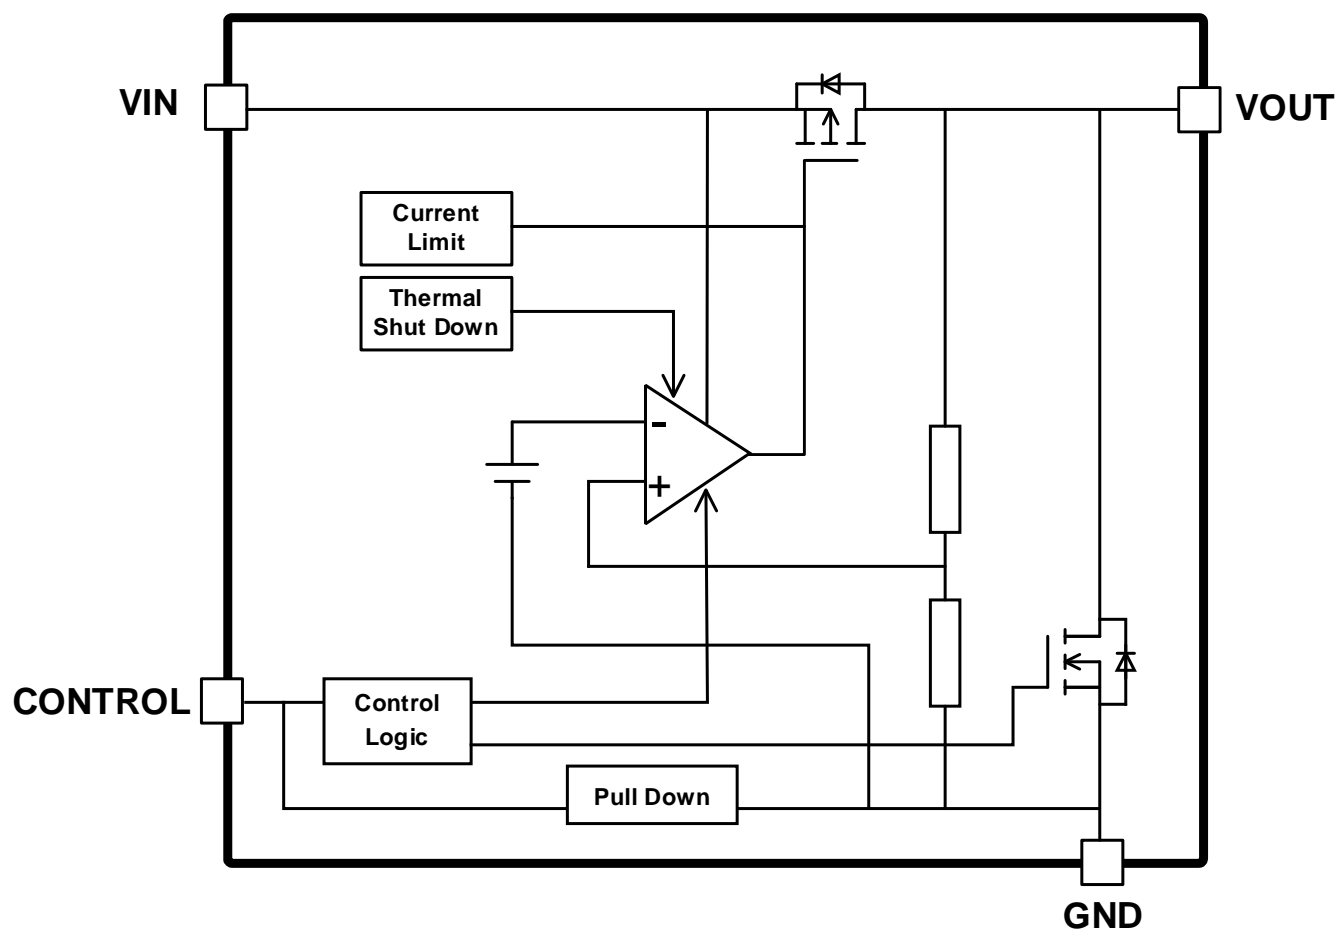 VIN
VOUT
Current
Limit
Thermal
Shut Down
-
+
CONTROL
Control
Logic
Pull Down
GND